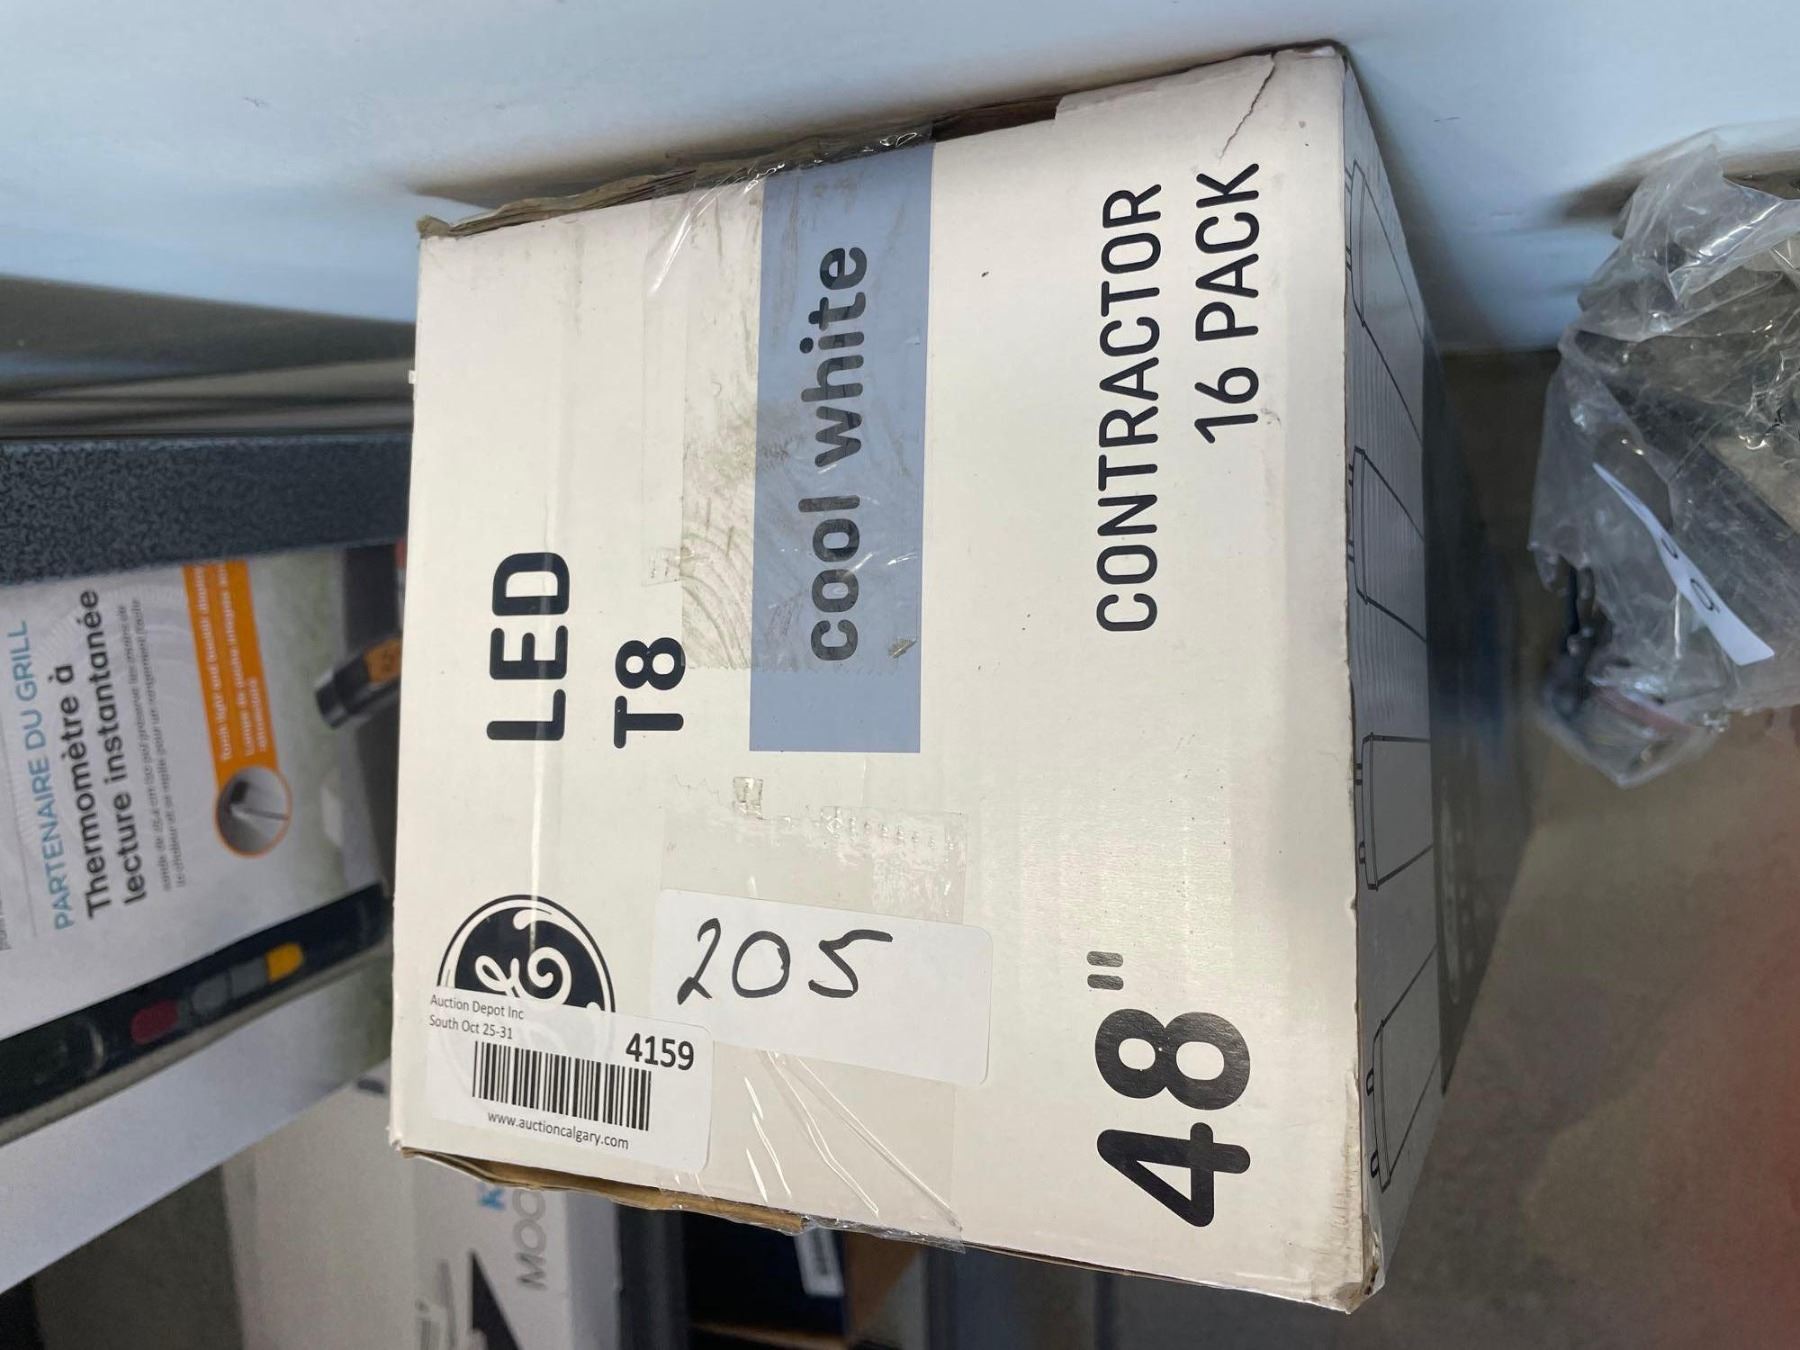 LED
T8
cool white
CONTRACTOR
16 PACK
48"
205
Auction Depot Inc
South Oct 25-31
4159
www.auctioncalgary.com
PARTENAIRE DU GRILL
Thermomètre à
lecture instantanée
MOO